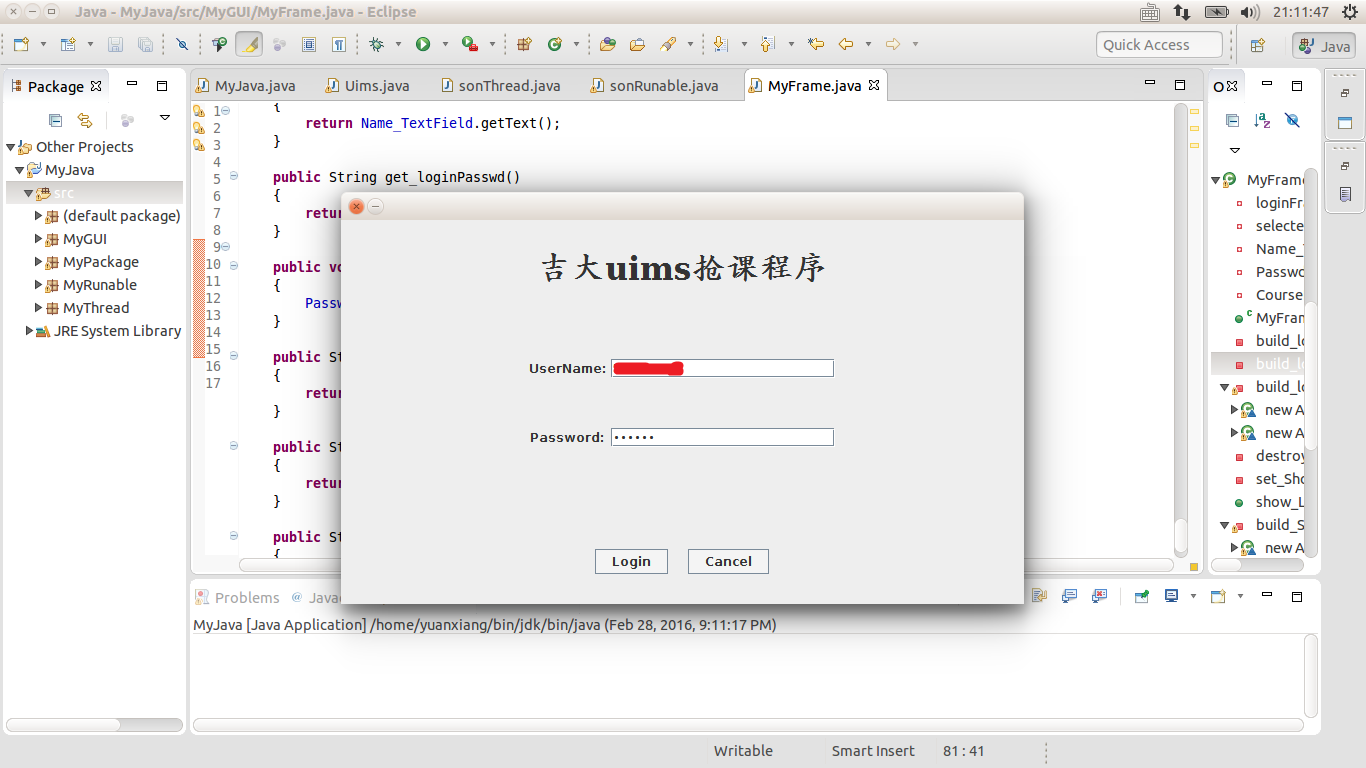 Java - MyJava/src/MyGUI/MyFrame.java - Eclipse
21:11:47
Quick Access
Java
Package
MyJava.java
Uims.java
sonThread.java
sonRunable.java
MyFrame.java
Other Projects
MyJava
src
(default package)
MyGUI
MyPackage
MyRunable
MyThread
JRE System Library
1
2
3
4
5
6
7
8
9
10
11
12
13
14
15
16
17
{
return Name_TextField.getText();
}
public String get_loginPasswd()
{
retur
}
public vo
{
Passw
}
public St
{
retur
}
public St
{
retur
}
public St
{
吉大uims抢课程序
UserName:
Password: ••••••
Login
Cancel
MyFrame
loginFr
selecte
Name_
Passwo
Course
MyFran
build_lo
build_lo
build_lo
new A
new A
destroy
set_Sho
show_L
build_S
new A
Problems
@ Java
MyJava [Java Application] /home/yuanxiang/bin/jdk/bin/java (Feb 28, 2016, 9:11:17 PM)
Writable
Smart Insert
81 : 41